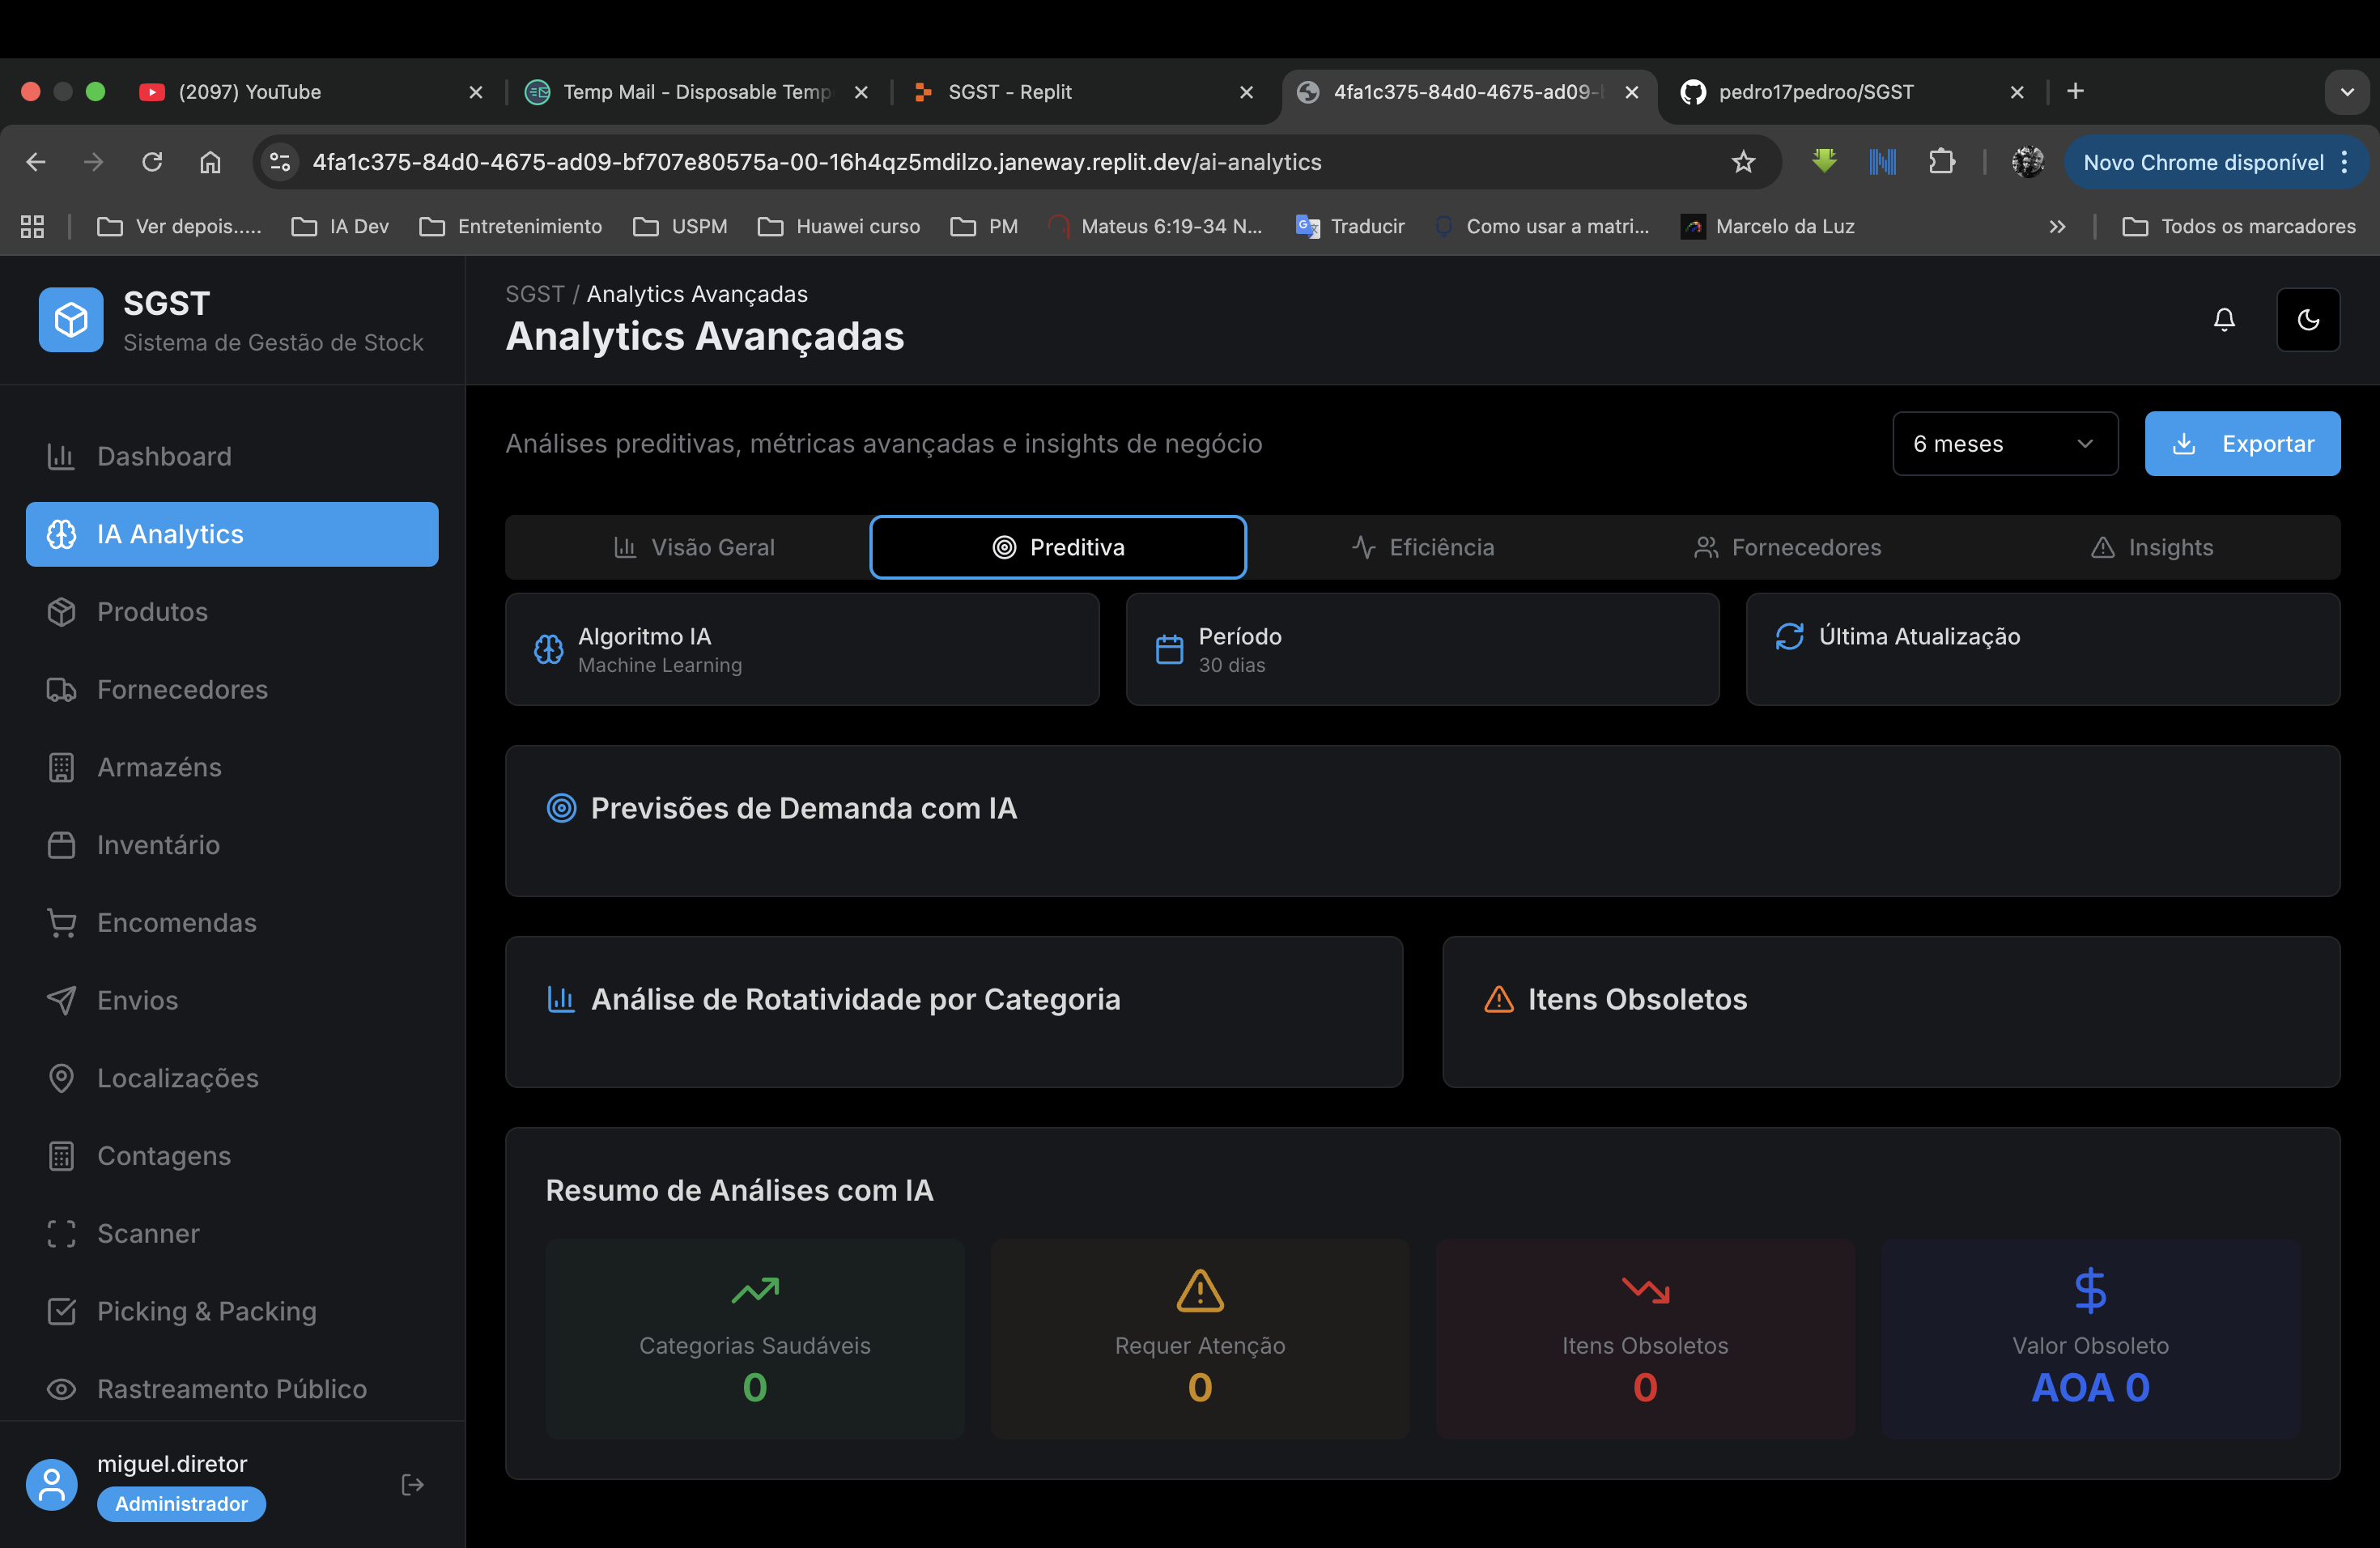 (2097) YouTube
Temp Mail - Disposable Temp
SGST - Replit
4fa1c375-84d0-4675-ad09-b
pedro17pedroo/SGST
4fa1c375-84d0-4675-ad09-bf707e80575a-00-16h4qz5mdilzo.janeway.replit.dev/ai-analytics
Novo Chrome disponível
Ver depois.....
IA Dev
Entretenimiento
USPM
Huawei curso
PM
Mateus 6:19-34 N...
Traducir
Como usar a matri...
Marcelo da Luz
Todos os marcadores
SGST
Sistema de Gestão de Stock
Dashboard
IA Analytics
Produtos
Fornecedores
Armazéns
Inventário
Encomendas
Envios
Localizações
Contagens
Scanner
Picking & Packing
Rastreamento Público
miguel.diretor
Administrador
SGST / Analytics Avançadas
Analytics Avançadas
Análises preditivas, métricas avançadas e insights de negócio
6 meses
Exportar
Visão Geral
Preditiva
Eficiência
Fornecedores
Insights
Algoritmo IA
Machine Learning
Período
30 dias
Última Atualização
Previsões de Demanda com IA
Análise de Rotatividade por Categoria
Itens Obsoletos
Resumo de Análises com IA
Categorias Saudáveis
0
Requer Atenção
0
Itens Obsoletos
0
Valor Obsoleto
AOA 0